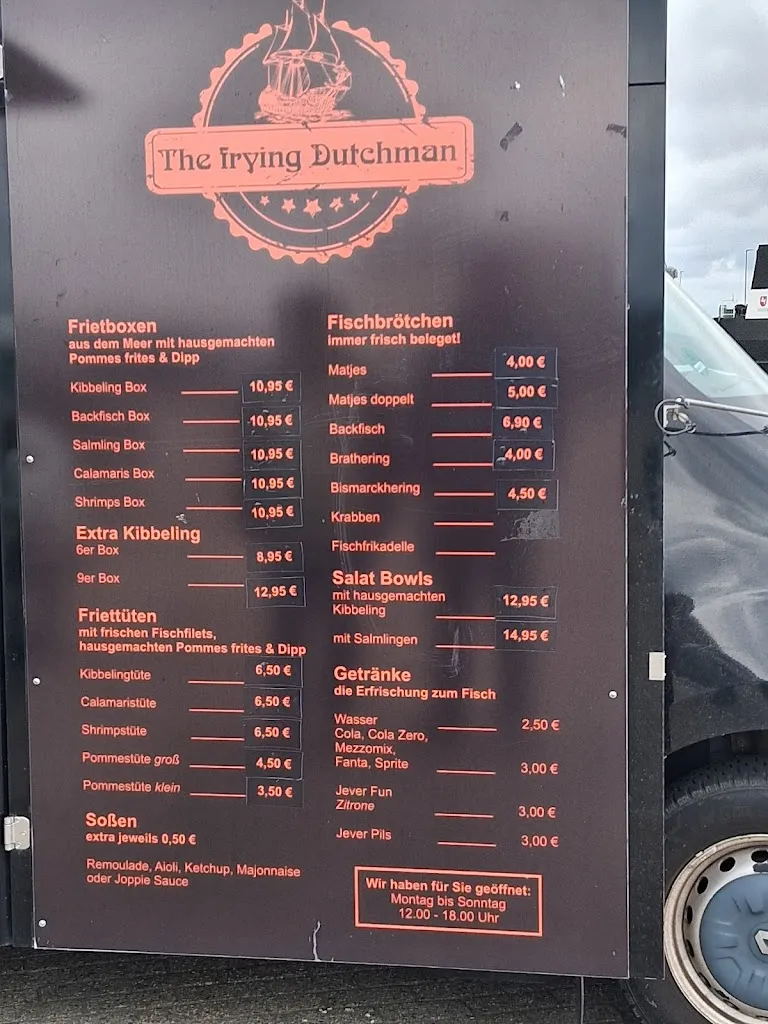 The frying Dutchman
Frietboxen
aus dem Meer mit hausgemachten
Pommes frites & Dipp
Kibbeling Box 10,95 €
Backfisch Box 10,95 €
Salmling Box 10,95 €
Calamaris Box 10,95 €
Shrimps Box 10,95 €
Extra Kibbeling
6er Box 8,95 €
9er Box 12,95 €
Friettüten
mit frischen Fischfilets,
hausgemachten Pommes frites & Dipp
Kibbelingtüte 6,50 €
Calamaristüte 6,50 €
Shrimpstüte 6,50 €
Pommestüte groß 4,50 €
Pommestüte klein 3,50 €
Soßen
extra jeweils 0,50 €
Remoulade, Aioli, Ketchup, Majonnaise
oder Joppie Sauce
Fischbrötchen
immer frisch beleget!
Matjes 4,00 €
Matjes doppelt 5,00 €
Backfisch 6,90 €
Brathering 4,00 €
Bismarckhering 4,50 €
Krabben
Fischfrikadelle
Salat Bowls
mit hausgemachten
Kibbeling 12,95 €
mit Salmlingen 14,95 €
Getränke
die Erfrischung zum Fisch
Wasser 2,50 €
Cola, Cola Zero,
Mezzomix,
Fanta, Sprite 3,00 €
Jever Fun
Zitrone 3,00 €
Jever Pils 3,00 €
Wir haben für Sie geöffnet:
Montag bis Sonntag
12.00 - 18.00 Uhr